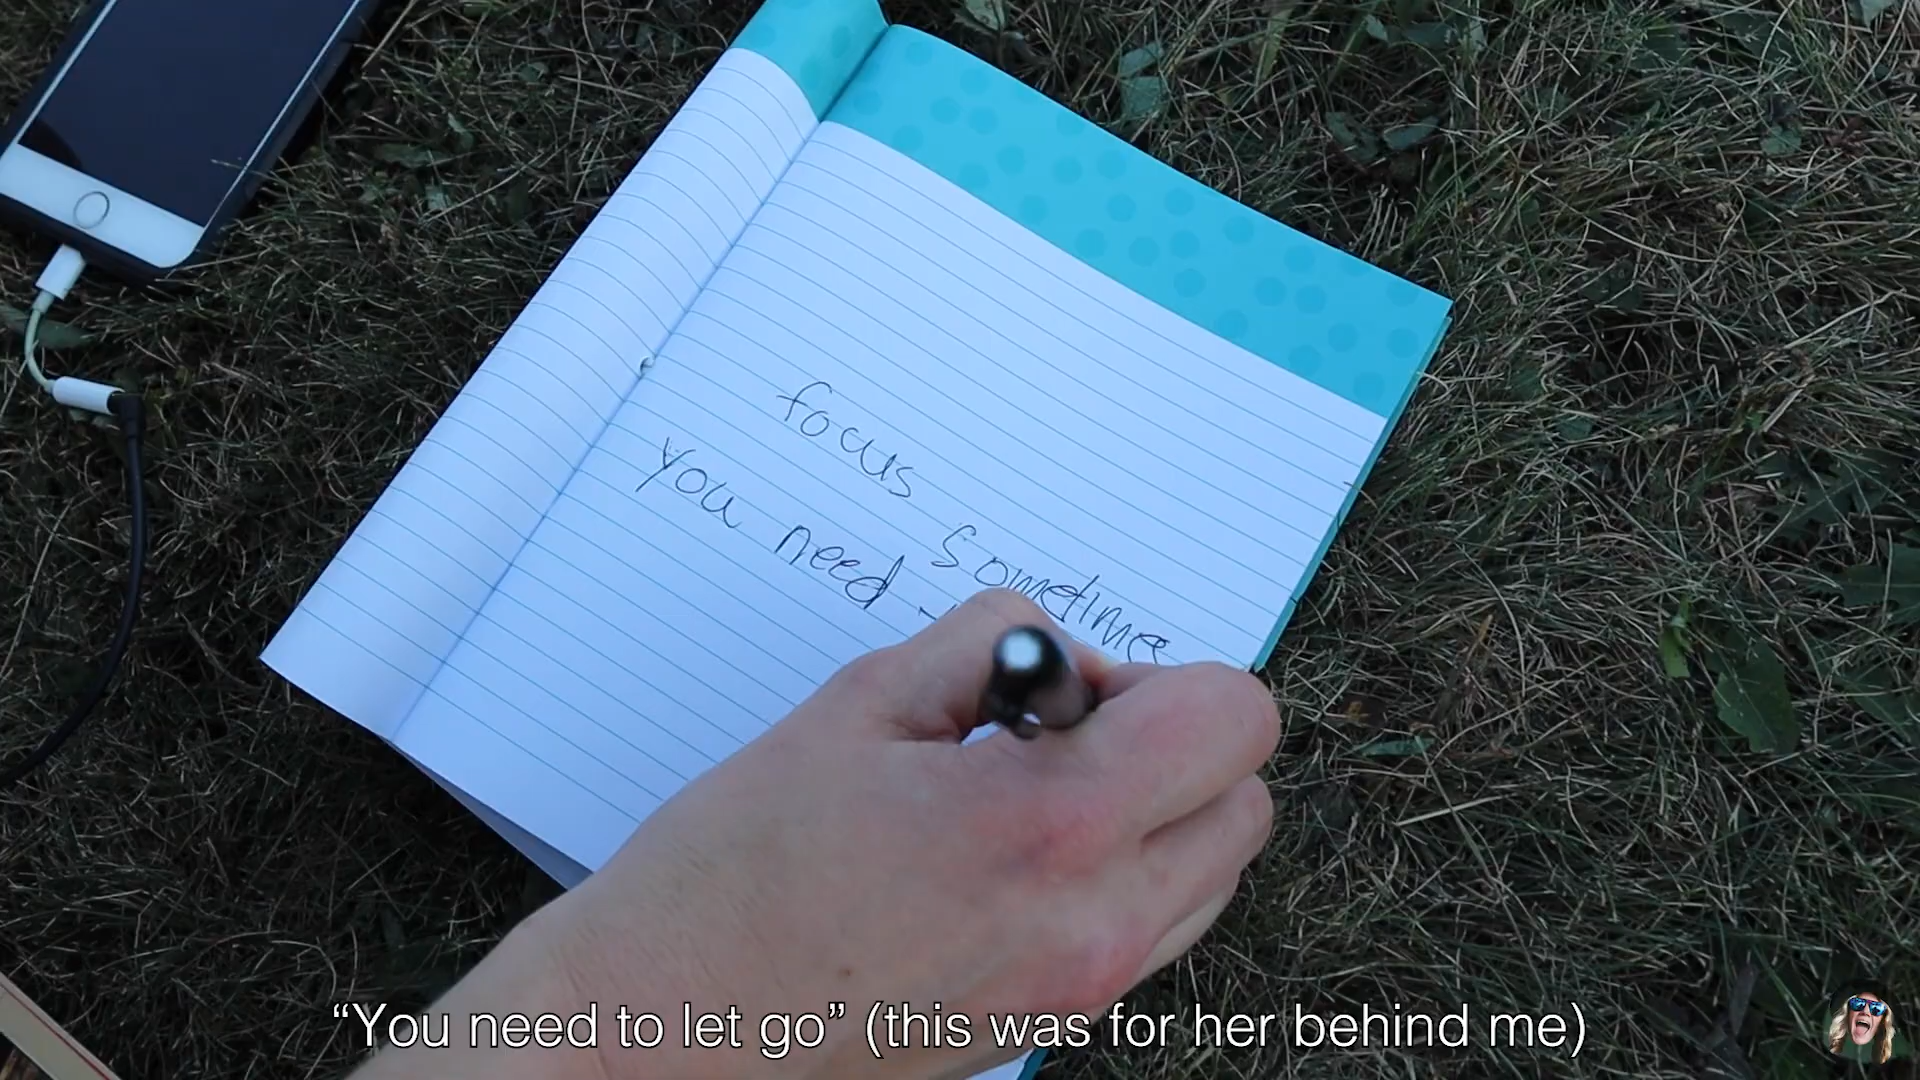 focus Sometime
you need
“You need to let go” (this was for her behind me)